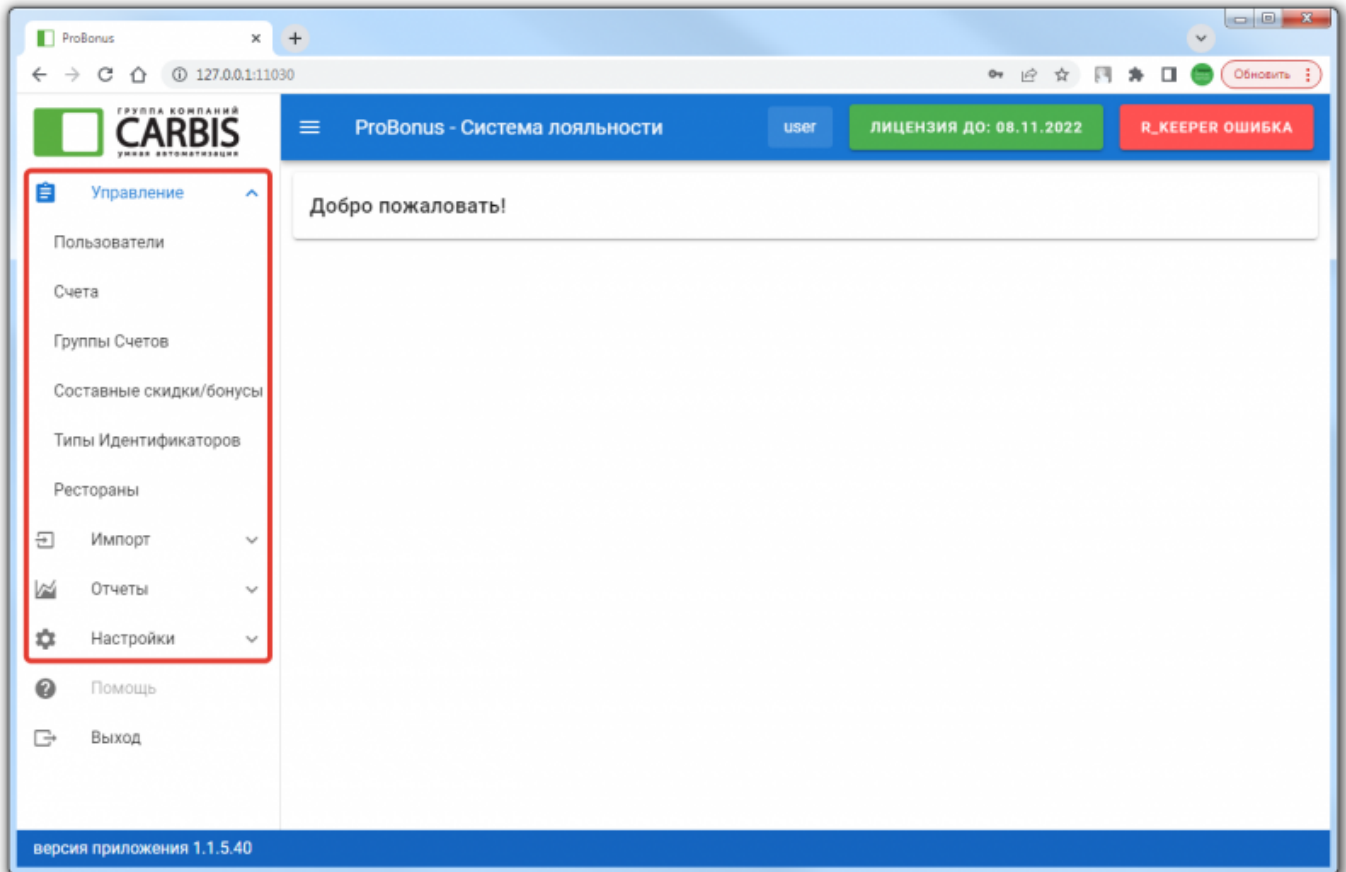 ProBonus
127.0.0.1:11030
Обновить
ГРУППА КОМПАНИЙ
CARBIS
умная автоматизация
ProBonus - Система лояльности
user
ЛИЦЕНЗИЯ ДО: 08.11.2022
R_KEEPER ОШИБКА
Управление
Добро пожаловать!
Пользователи
Счета
Группы Счетов
Составные скидки/бонусы
Типы Идентификаторов
Рестораны
Импорт
Отчеты
Настройки
Помощь
Выход
версия приложения 1.1.5.40